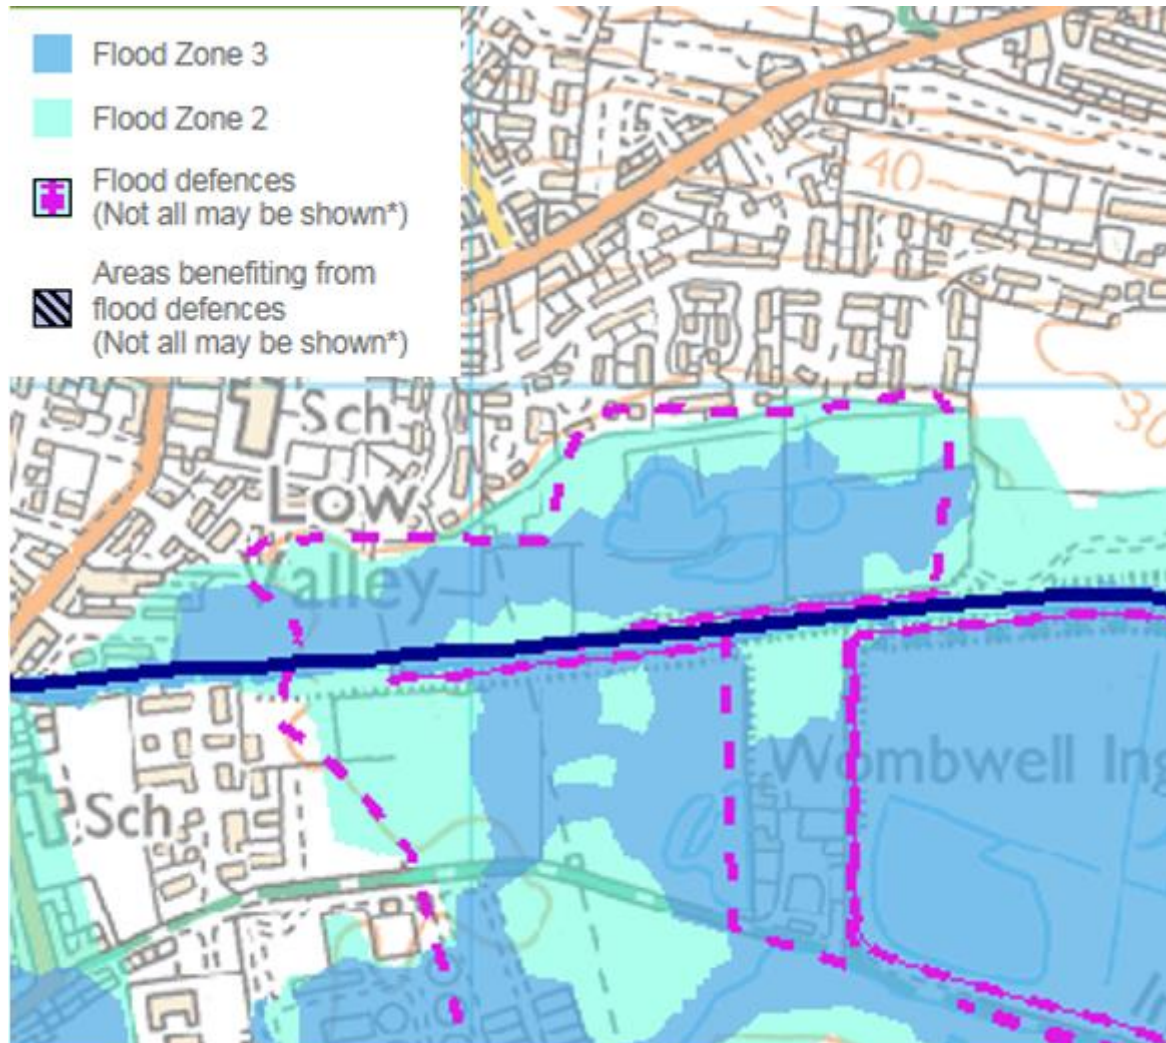 Flood Zone 3
Flood Zone 2
Flood defences
(Not all may be shown*)
Areas benefiting from
flood defences
(Not all may be shown*)
40
30
Sch
Low
Valley
Wombwell Ing
Sch